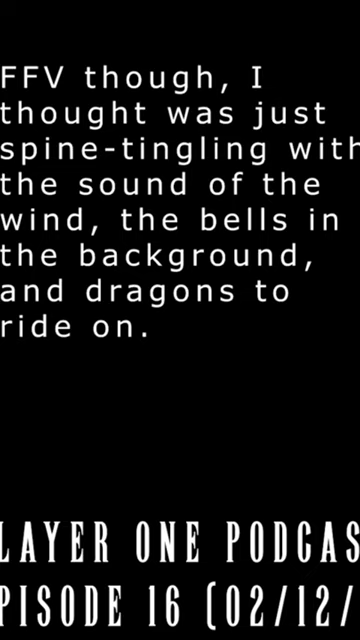 FFV though, I
thought was just
spine-tingling with
the sound of the
wind, the bells in
the background,
and dragons to
ride on.
LAYER ONE PODCAS
PISODE 16 (02/12/